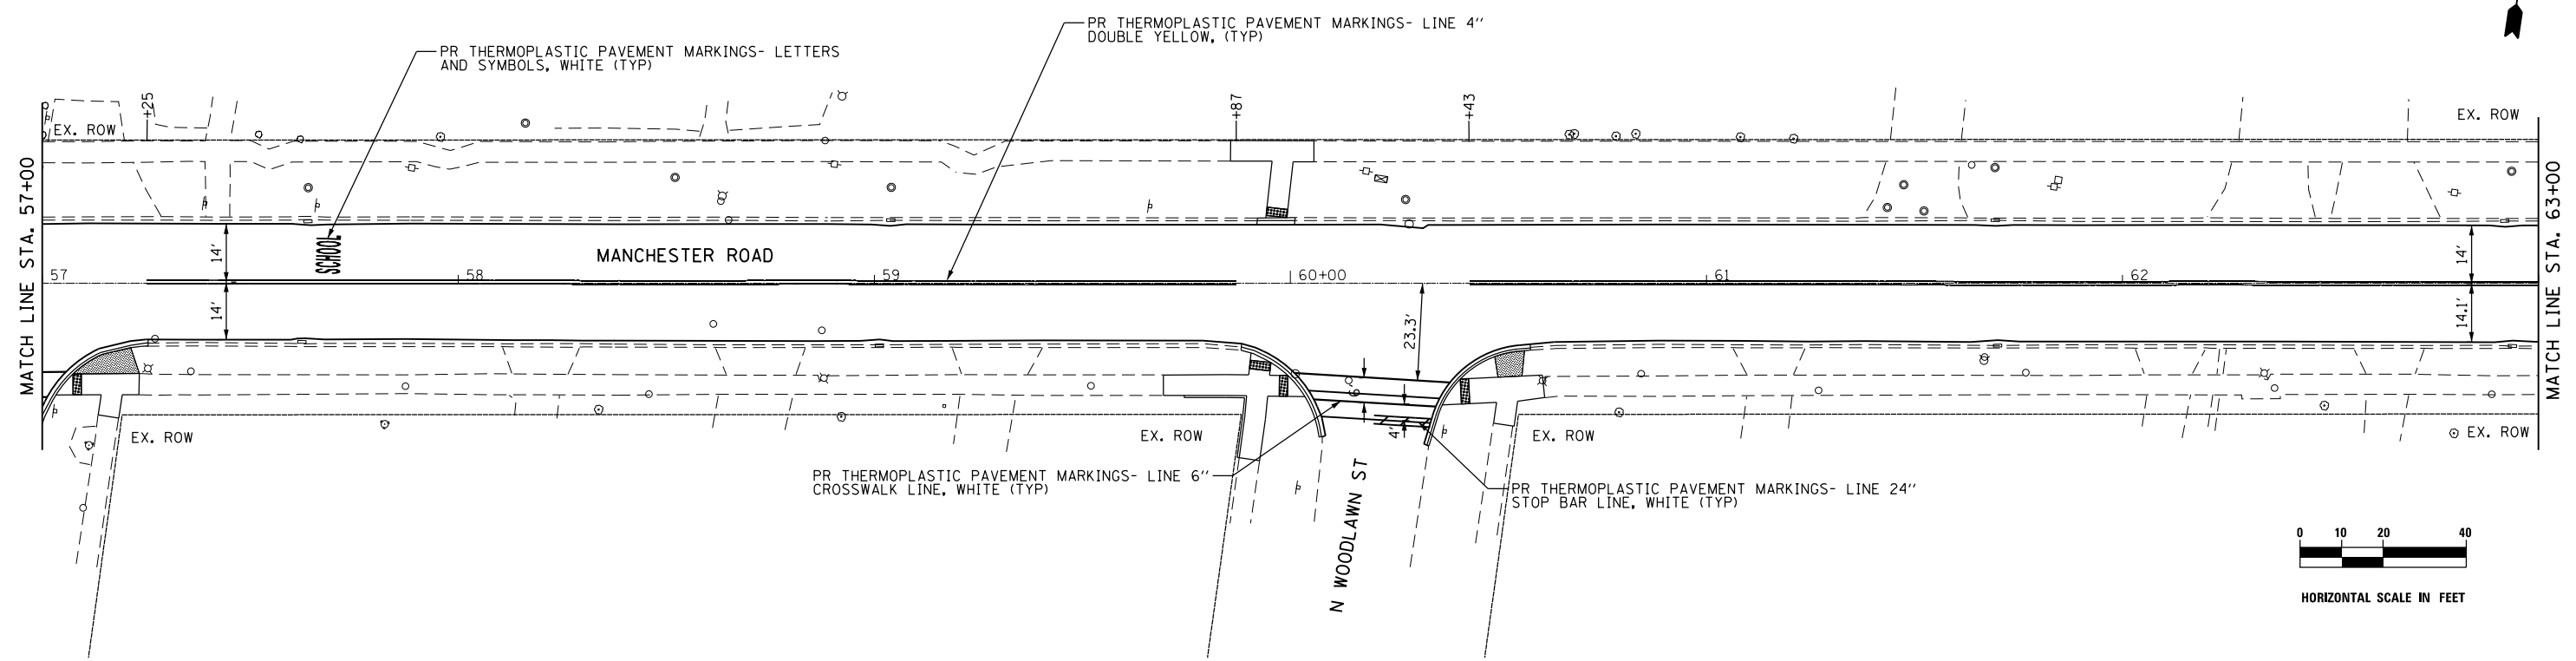 PR THERMOPLASTIC PAVEMENT MARKINGS- LINE 4"
DOUBLE YELLOW, (TYP)
PR THERMOPLASTIC PAVEMENT MARKINGS- LETTERS
AND SYMBOLS, WHITE (TYP)
+25
+87
+43
EX. ROW
EX. ROW
MATCH LINE STA. 57+00
MATCH LINE STA. 63+00
14'
SCHOOL
MANCHESTER ROAD
14'
57
58
59
60+00
61
62
14'
23.3'
14.1'
6'
4'
EX. ROW
EX. ROW
EX. ROW
EX. ROW
PR THERMOPLASTIC PAVEMENT MARKINGS- LINE 6"
CROSSWALK LINE, WHITE (TYP)
PR THERMOPLASTIC PAVEMENT MARKINGS- LINE 24"
STOP BAR LINE, WHITE (TYP)
N WOODLAWN ST
0 10 20 40
HORIZONTAL SCALE IN FEET